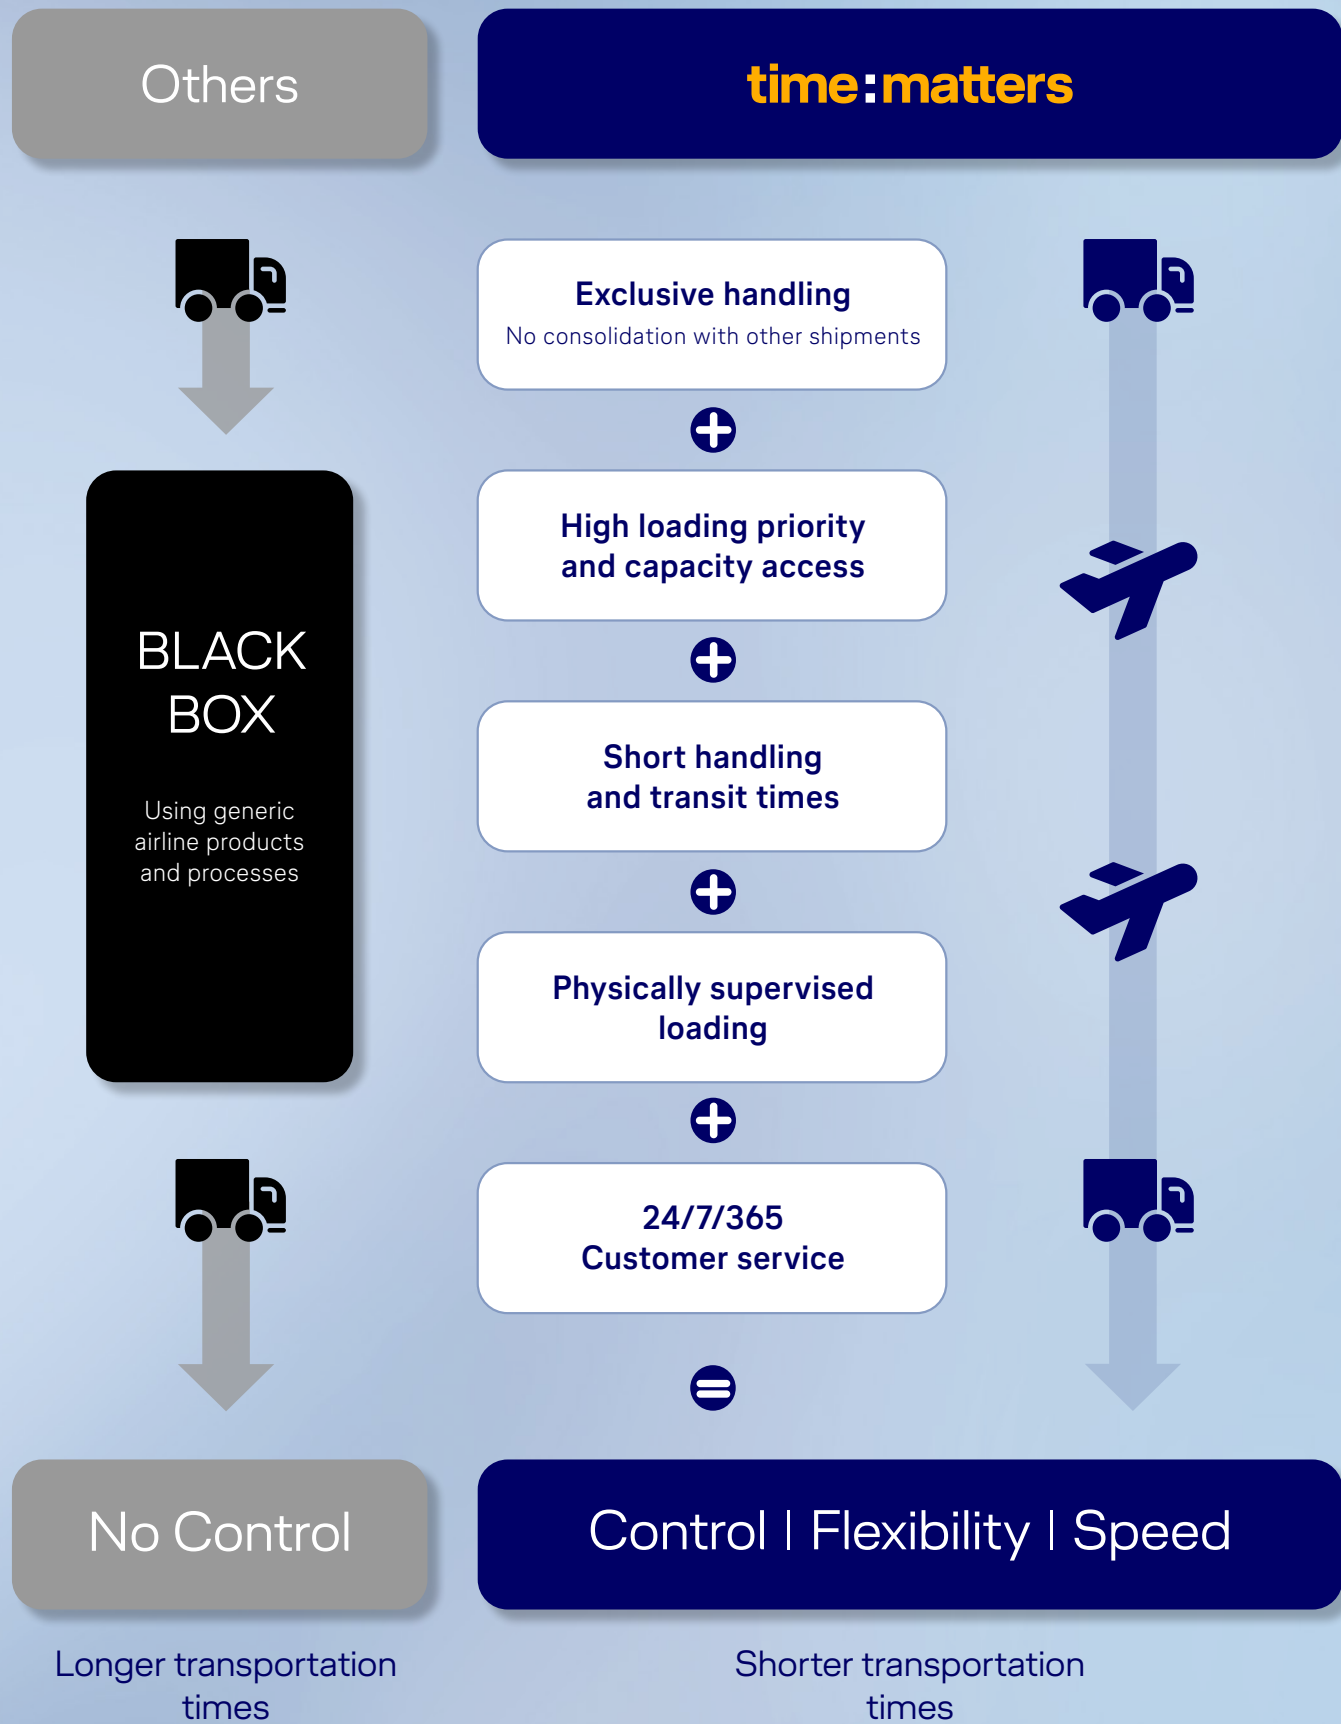 Others
time:matters
Exclusive handling
No consolidation with other shipments
High loading priority
and capacity access
BLACK
BOX
Using generic
airline products
and processes
Short handling
and transit times
Physically supervised
loading
24/7/365
Customer service
No Control
Control | Flexibility | Speed
Longer transportation
times
Shorter transportation
times